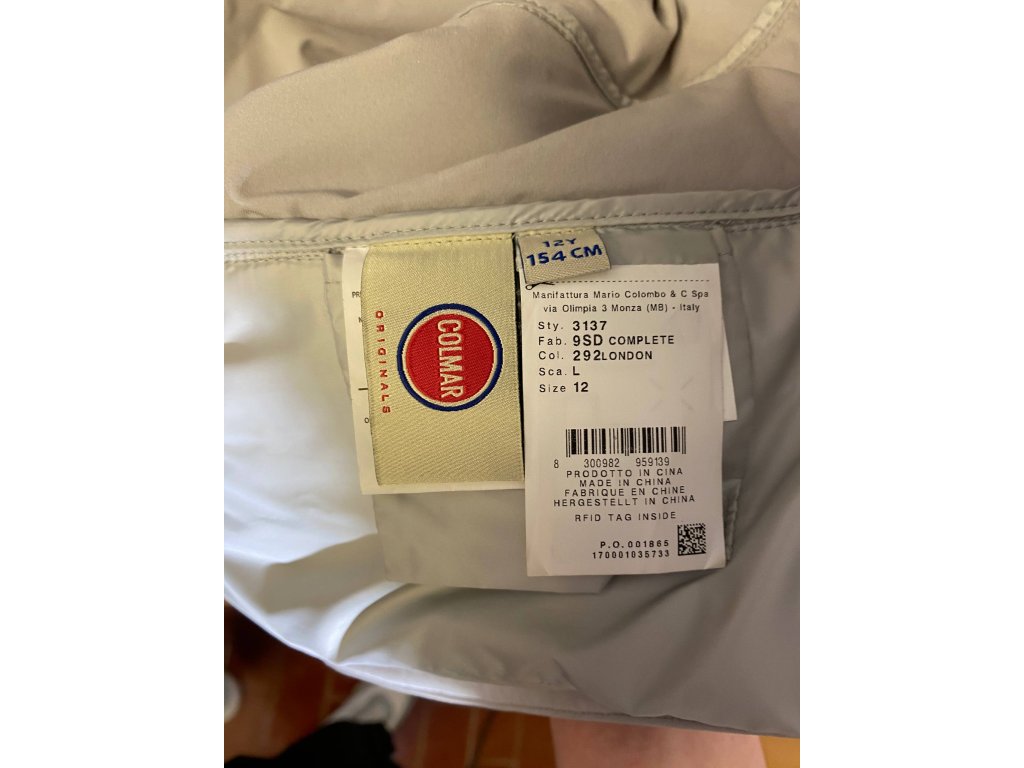 12Y
154 CM
COLMAR
ORIGINALS
Manifattura Mario Colombo & C Spa
via Olimpia 3 Monza (MB) - Italy
Sty. 3137
Fab. 9SD COMPLETE
Col. 292LONDON
Sca. L
Size 12
8 300982 959139
PRODOTTO IN CINA
MADE IN CHINA
FABRIQUE EN CHINE
HERGESTELLT IN CHINA
RFID TAG INSIDE
P.O. 001865
170001035733